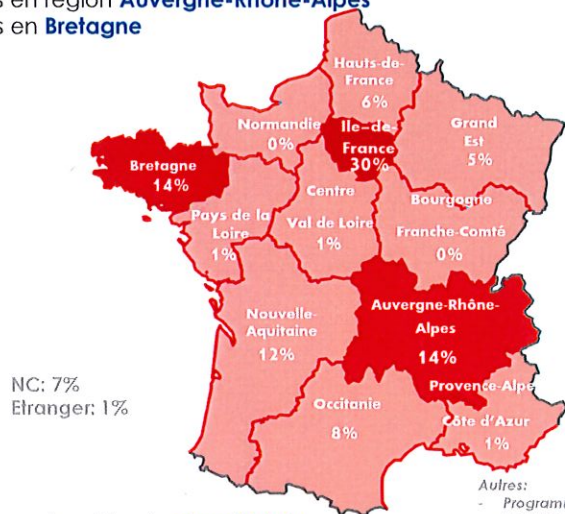 s en région Auvergne-Rhône-Alpes
s en Bretagne
Hauts-de-
France
6%
Normandie
0%
Ile-de-
France
30%
Grand
Est
5%
Bretagne
14%
Pays de la
Loire
1%
Centre
Val de Loire
1%
Bourgogne
Franche-Comté
0%
Nouvelle-
Aquitaine
12%
Auvergne-Rhône-
Alpes
14%
NC: 7%
Etranger: 1%
Occitanie
8%
Provence-Alpe
Côte d'Azur
1%
Autres:
- Program